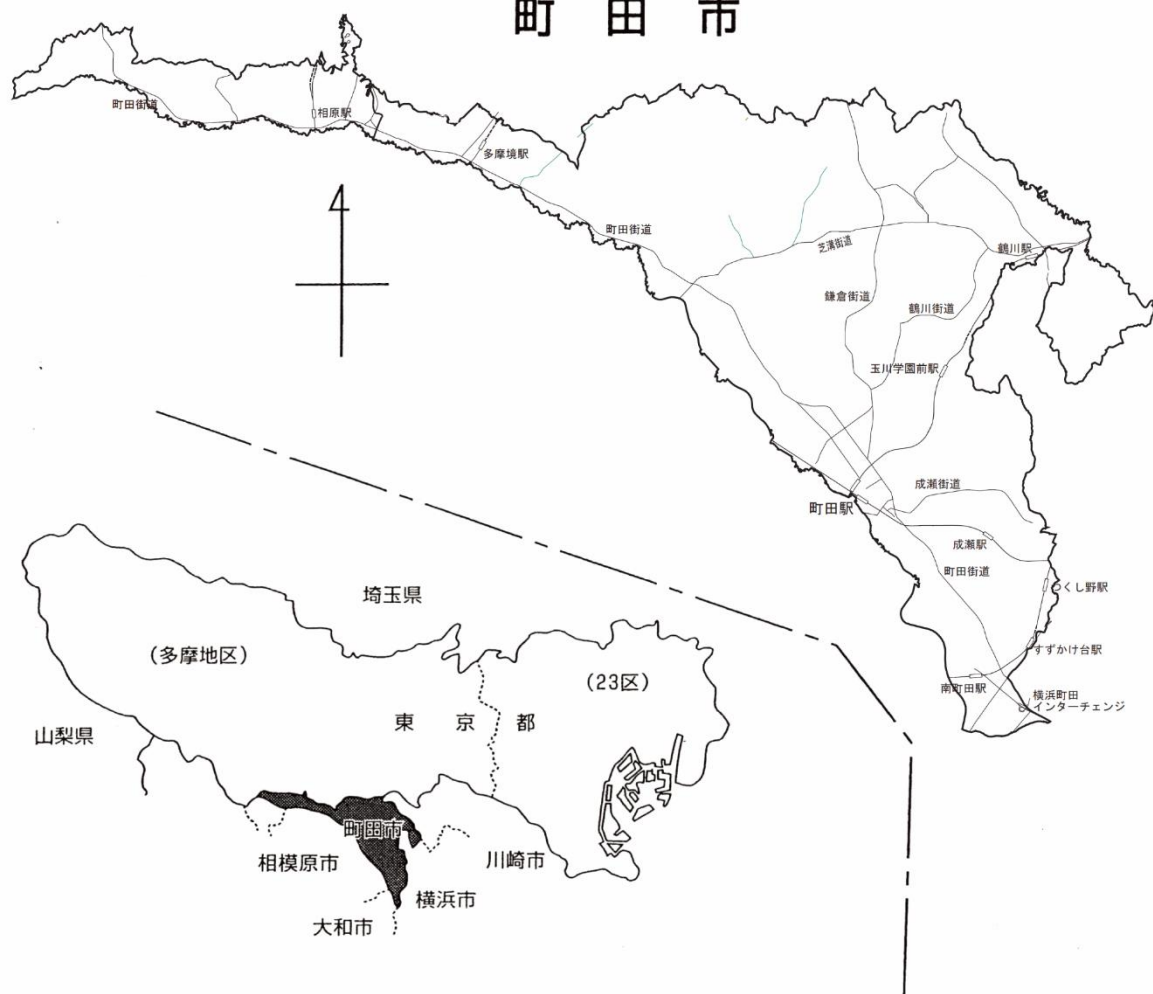 町田市
町田街道
相原駅
多摩境駅
町田街道
芝溝街道
鶴川駅
鎌倉街道
鶴川街道
玉川学園前駅
成瀬街道
町田駅
成瀬駅
町田街道
つくし野駅
すずかけ台駅
南町田駅
横浜町田
インターチェンジ
埼玉県
(多摩地区)
(23区)
東京都
山梨県
町田市
相模原市
川崎市
横浜市
大和市